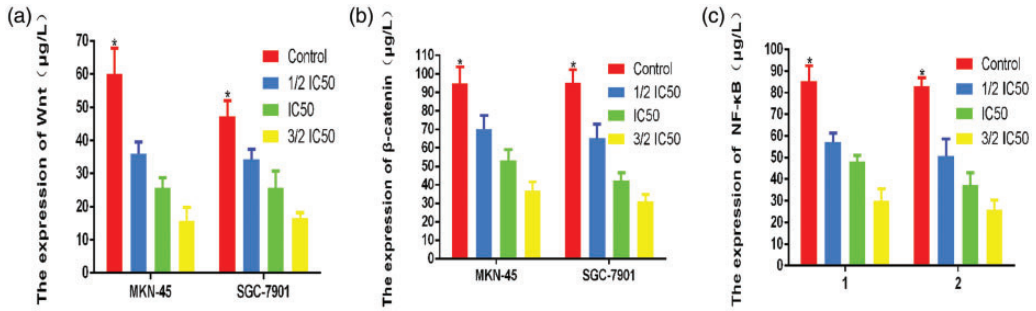 (a)
The expression of Wnt（μg/L）
70
60
50
40
30
20
10
0
*
*
Control
1/2 IC50
IC50
3/2 IC50
MKN-45
SGC-7901
(b)
The expression of β-catenin（μg/L）
110
100
90
80
70
60
50
40
30
20
10
0
*
*
Control
1/2 IC50
IC50
3/2 IC50
MKN-45
SGC-7901
(c)
The expression of NF-κB（μg/L）
100
90
80
70
60
50
40
30
20
10
0
*
*
Control
1/2 IC50
IC50
3/2 IC50
1
2